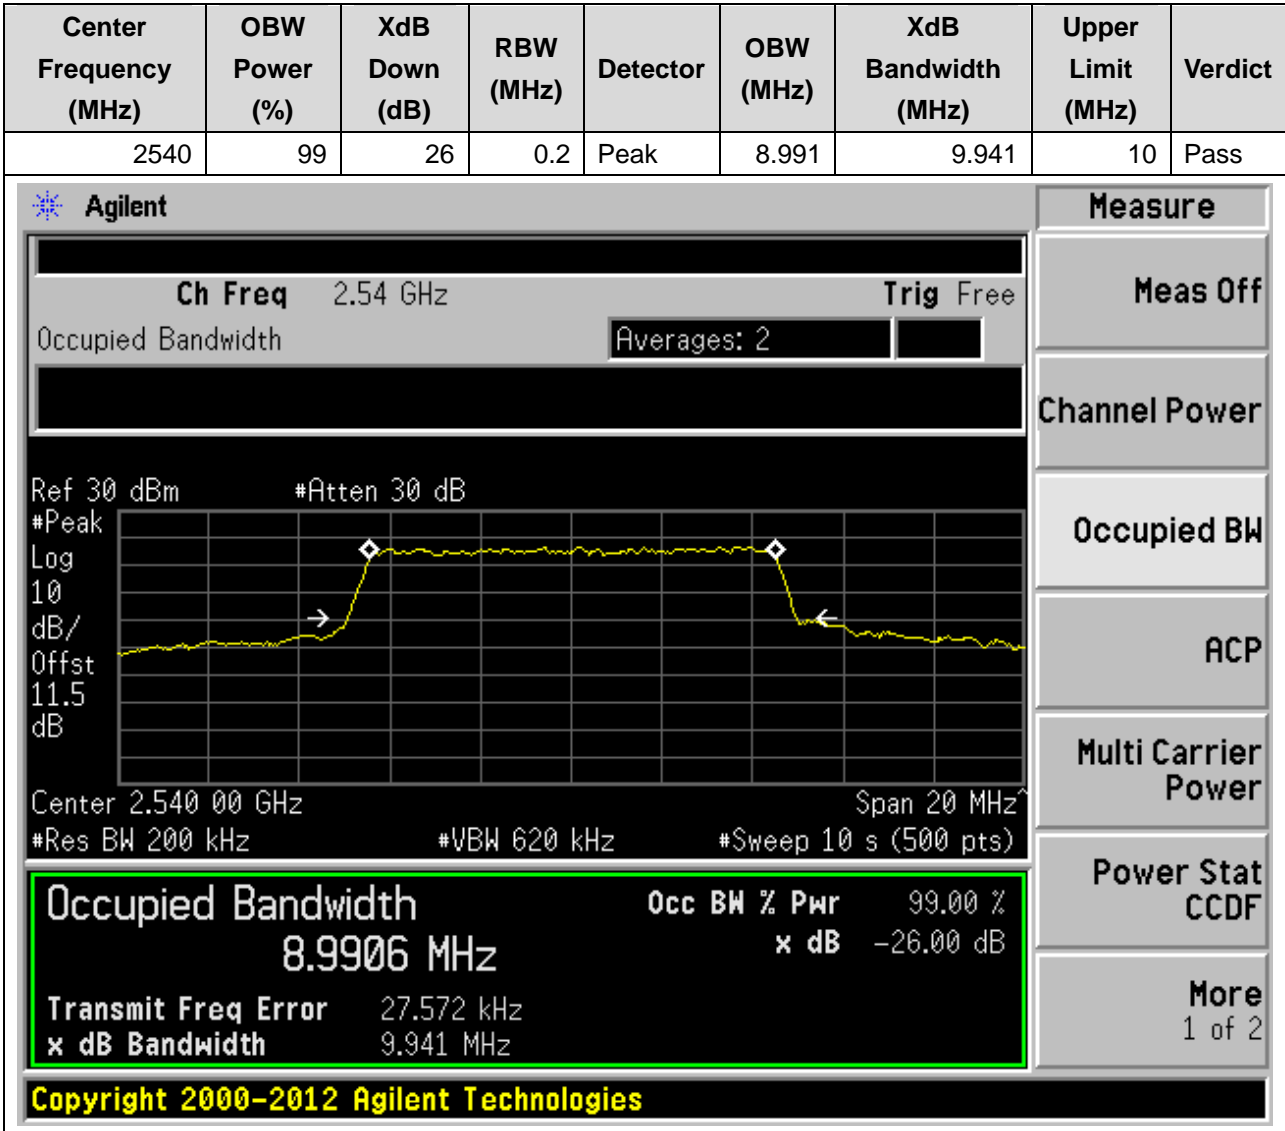 Center Frequency (MHz) OBW Power (%) XdB Down (dB) RBW (MHz) Detector OBW (MHz) XdB Bandwidth (MHz) Upper Limit (MHz) Verdict
2540 99 26 0.2 Peak 8.991 9.941 10 Pass
Agilent
Measure
Ch Freq 2.54 GHz Trig Free
Meas Off
Occupied Bandwidth Averages: 2
Channel Power
Ref 30 dBm #Atten 30 dB
#Peak
Log
10
dB/
Offst
11.5
dB
Occupied BW
ACP
Multi Carrier
Power
Center 2.540 00 GHz Span 20 MHz^
#Res BW 200 kHz #VBW 620 kHz #Sweep 10 s (500 pts)
Power Stat
CCDF
Occupied Bandwidth Occ BW % Pwr 99.00 %
8.9906 MHz x dB -26.00 dB
Transmit Freq Error 27.572 kHz
x dB Bandwidth 9.941 MHz
More
1 of 2
Copyright 2000-2012 Agilent Technologies